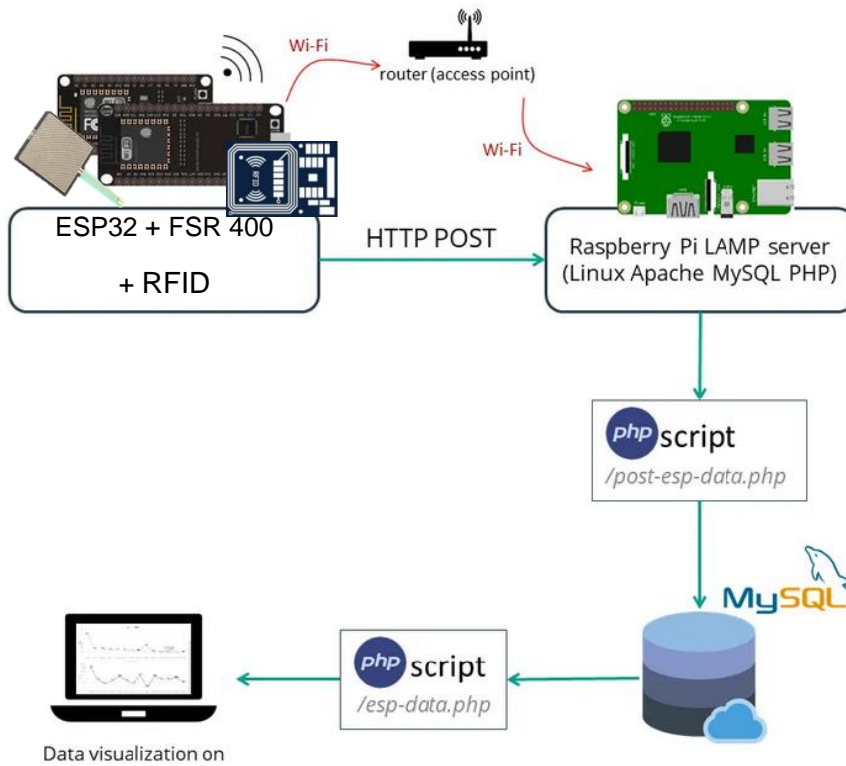 Wi-Fi
router (access point)
Wi-Fi
RFID
ESP32 + FSR 400
+ RFID
HTTP POST
Raspberry Pi LAMP server
(Linux Apache MySQL PHP)
php script
/post-esp-data.php
MySQL
php script
/esp-data.php
Data visualization on